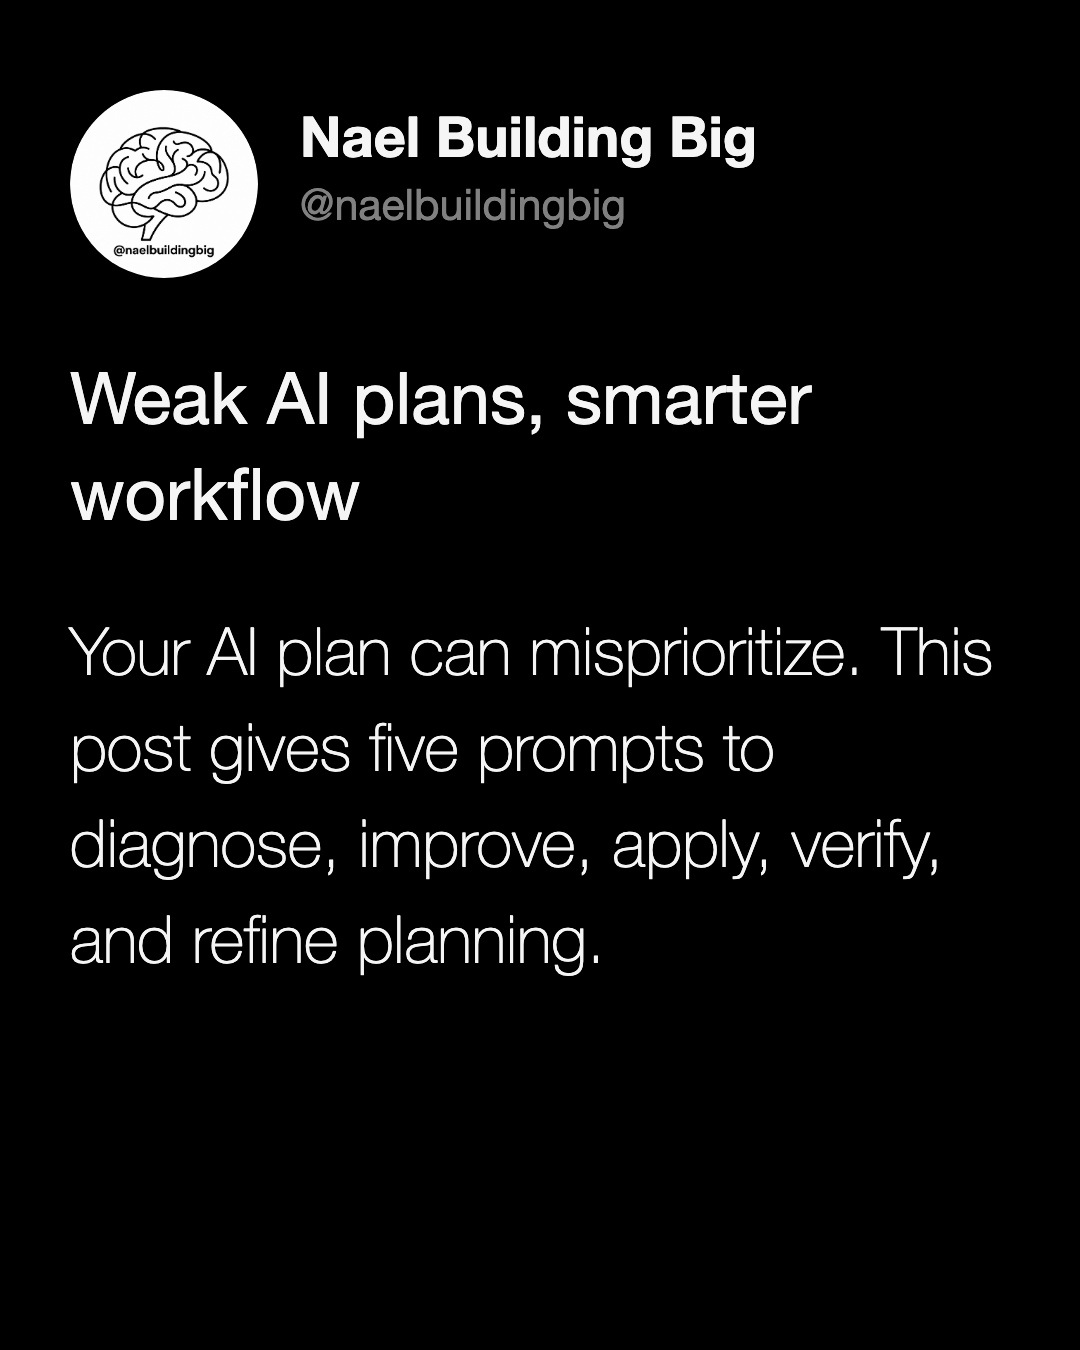 @naelbuildingbig
Nael Building Big
@naelbuildingbig
Weak AI plans, smarter
workflow
Your AI plan can misprioritize. This
post gives five prompts to
diagnose, improve, apply, verify,
and refine planning.